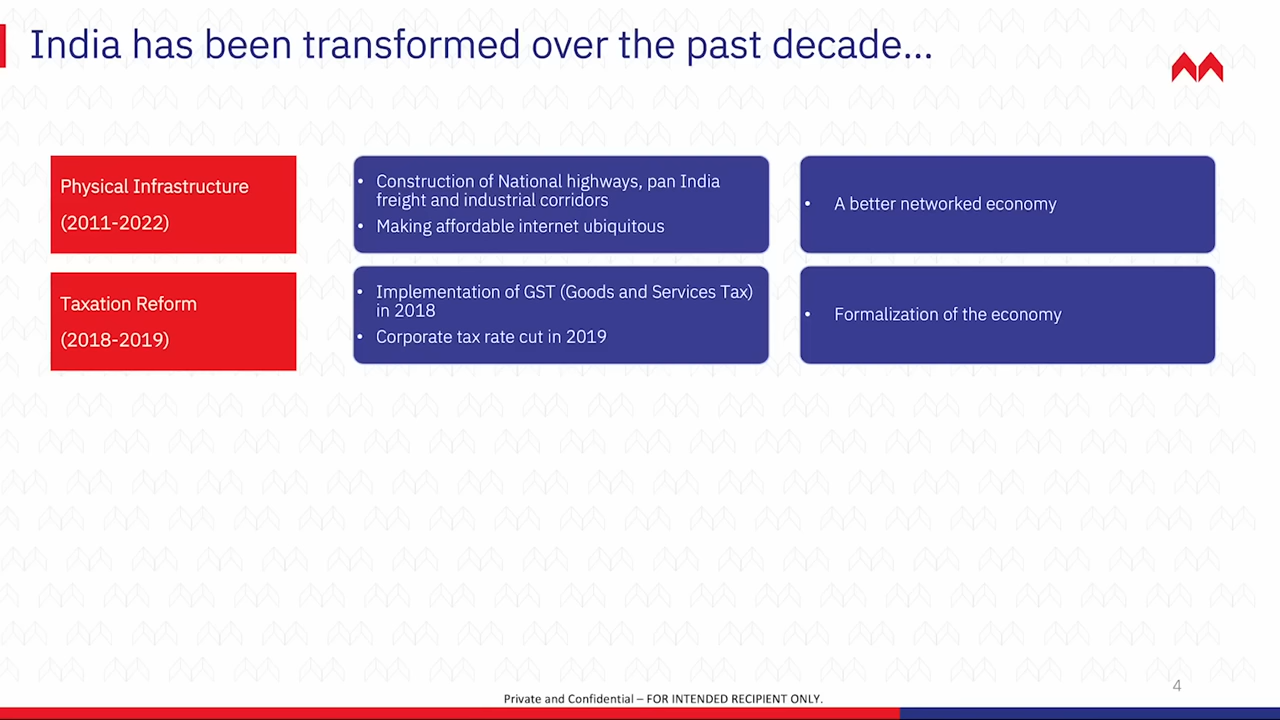 India has been transformed over the past decade...
Physical Infrastructure
(2011-2022)
• Construction of National highways, pan India
freight and industrial corridors
• Making affordable internet ubiquitous
• A better networked economy
Taxation Reform
(2018-2019)
• Implementation of GST (Goods and Services Tax)
in 2018
• Corporate tax rate cut in 2019
• Formalization of the economy
4
Private and Confidential – FOR INTENDED RECIPIENT ONLY.